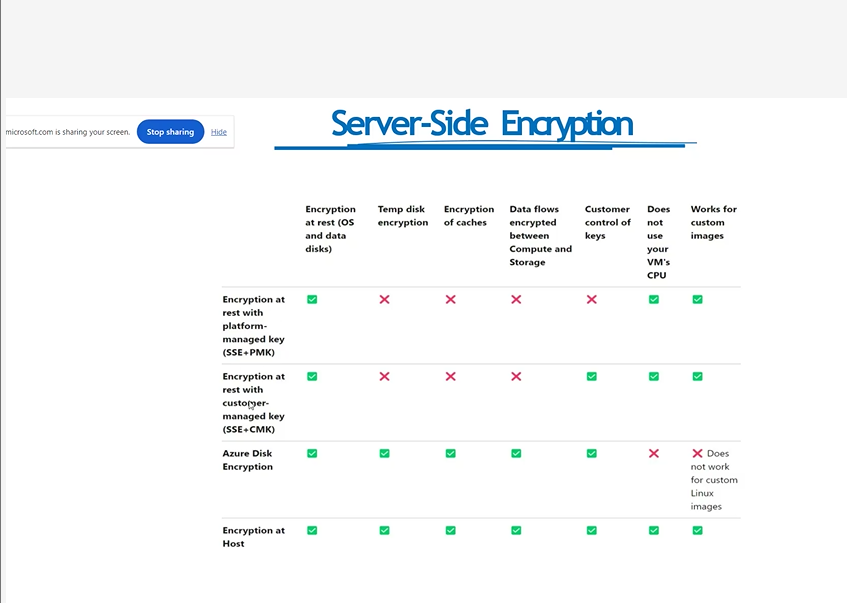 Server-Side Encryption
microsoft.com is sharing your screen.
Stop sharing
Hide
Encryption
at rest (OS
and data
disks)
Temp disk
encryption
Encryption
of caches
Data flows
encrypted
between
Compute and
Storage
Customer
control of
keys
Does
not
use
your
VM's
CPU
Works for
custom
images
Encryption at
rest with
platform-
managed key
(SSE+PMK)
Encryption at
rest with
customer-
managed key
(SSE+CMK)
Azure Disk
Encryption
Does
not work
for custom
Linux
images
Encryption at
Host